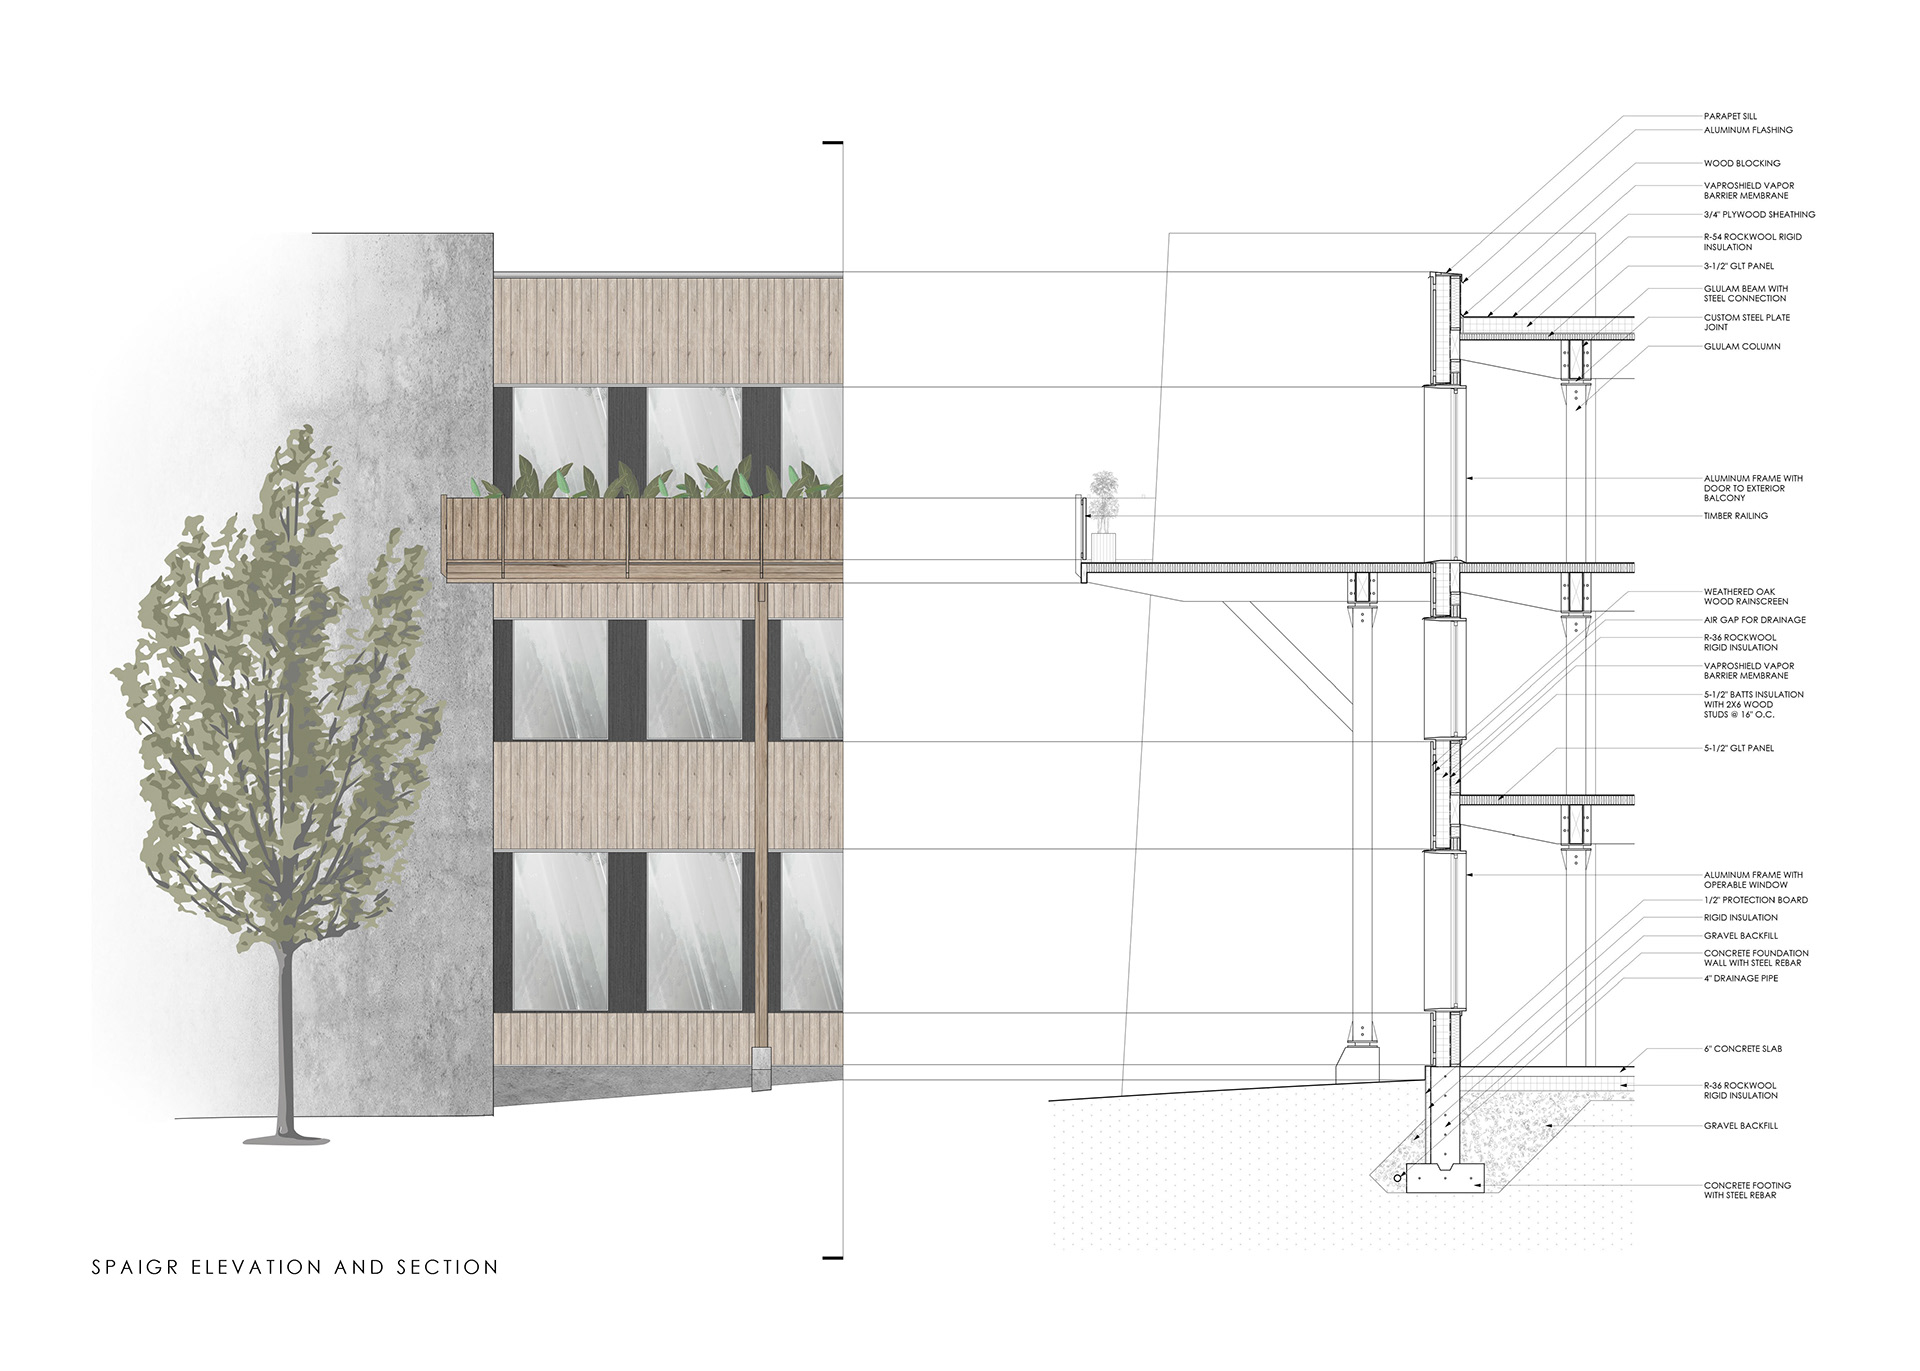 PARAPET SILL
ALUMINUM FLASHING
WOOD BLOCKING
VAPROSHIELD VAPOR
BARRIER MEMBRANE
3/4" PLYWOOD SHEATHING
R-54 ROCKWOOL RIGID
INSULATION
3-1/2" GLT PANEL
GLULAM BEAM WITH
STEEL CONNECTION
CUSTOM STEEL PLATE
JOINT
GLULAM COLUMN
ALUMINUM FRAME WITH
DOOR TO EXTERIOR
BALCONY
TIMBER RAILING
WEATHERED OAK
WOOD RAINSCREEN
AIR GAP FOR DRAINAGE
R-36 ROCKWOOL
RIGID INSULATION
VAPROSHIELD VAPOR
BARRIER MEMBRANE
5-1/2" BATTS INSULATION
WITH 2X6 WOOD
STUDS @ 16" O.C.
5-1/2" GLT PANEL
ALUMINUM FRAME WITH
OPERABLE WINDOW
1/2" PROTECTION BOARD
RIGID INSULATION
GRAVEL BACKFILL
CONCRETE FOUNDATION
WALL WITH STEEL REBAR
4" DRAINAGE PIPE
6" CONCRETE SLAB
R-36 ROCKWOOL
RIGID INSULATION
GRAVEL BACKFILL
CONCRETE FOOTING
WITH STEEL REBAR
SPAIGR ELEVATION AND SECTION